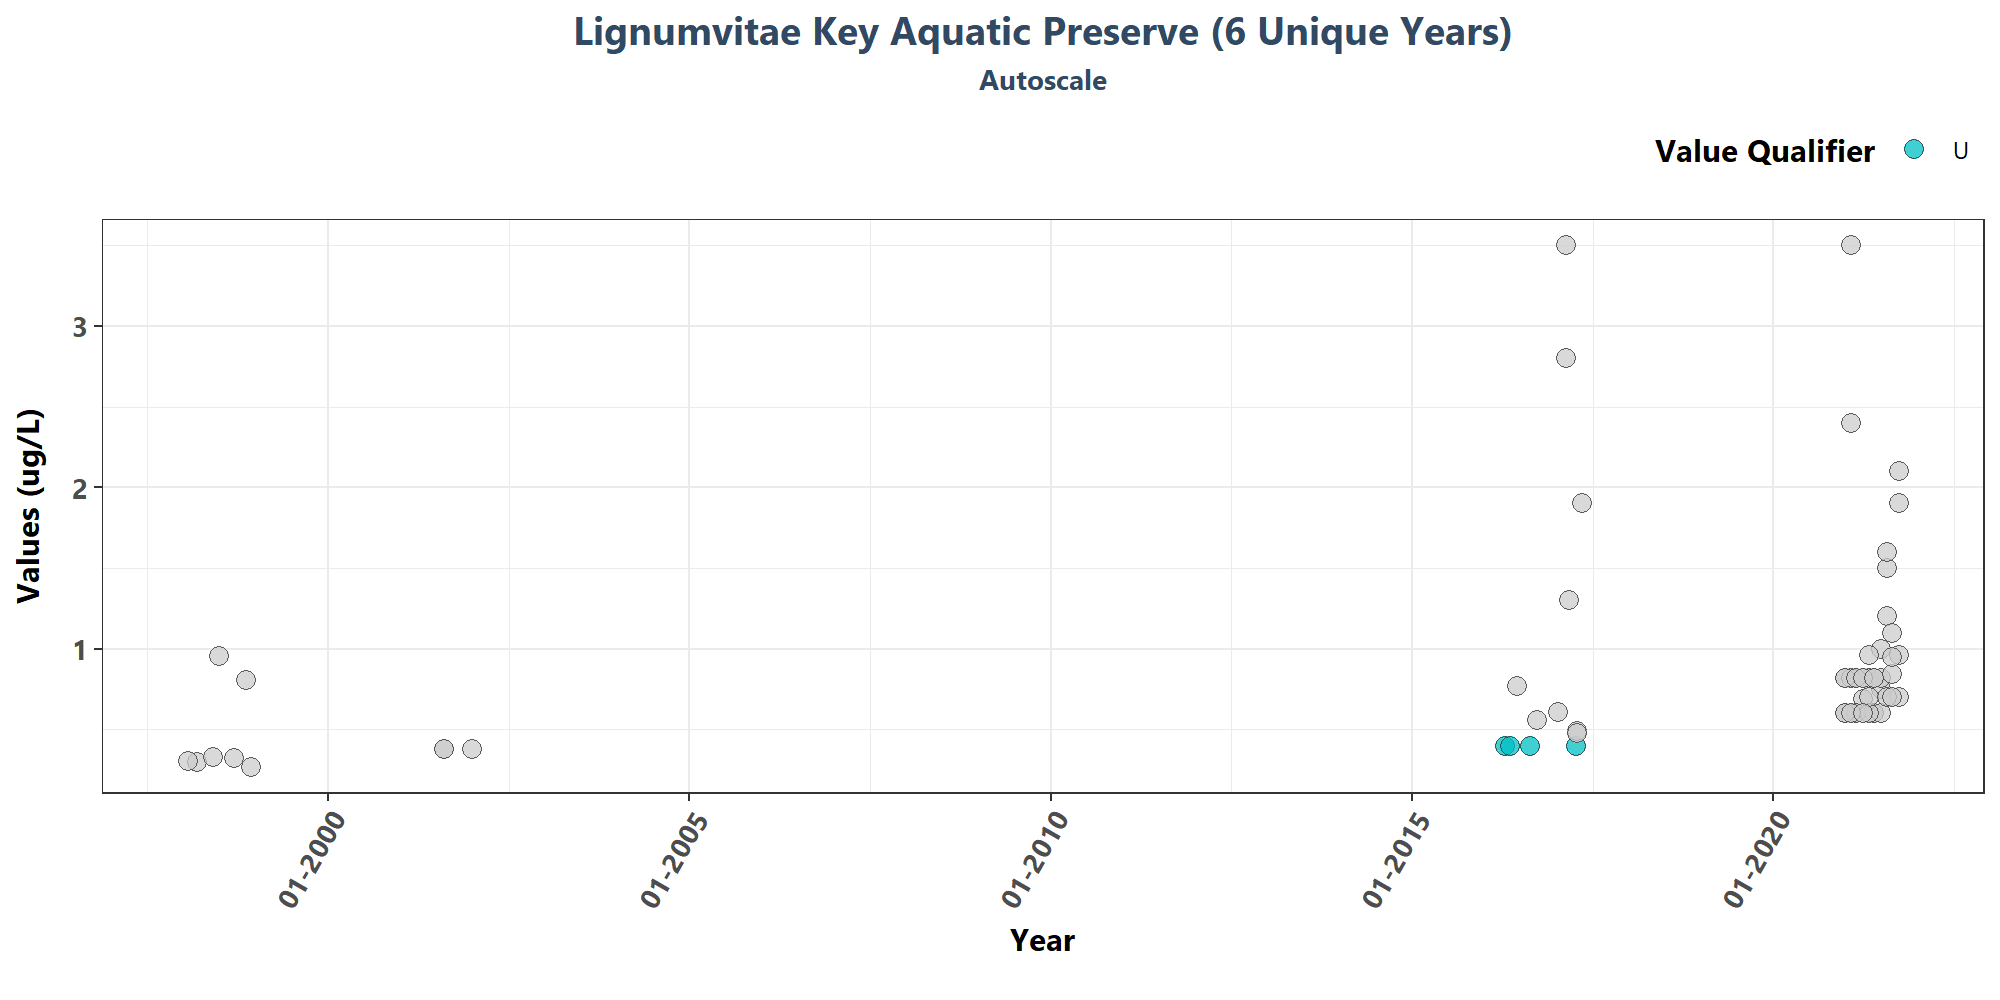 Lignumvitae Key Aquatic Preserve (6 Unique Years)
Autoscale
Value Qualifier U
Values (ug/L)
3
2
1
01-2000
01-2005
01-2010
01-2015
01-2020
Year